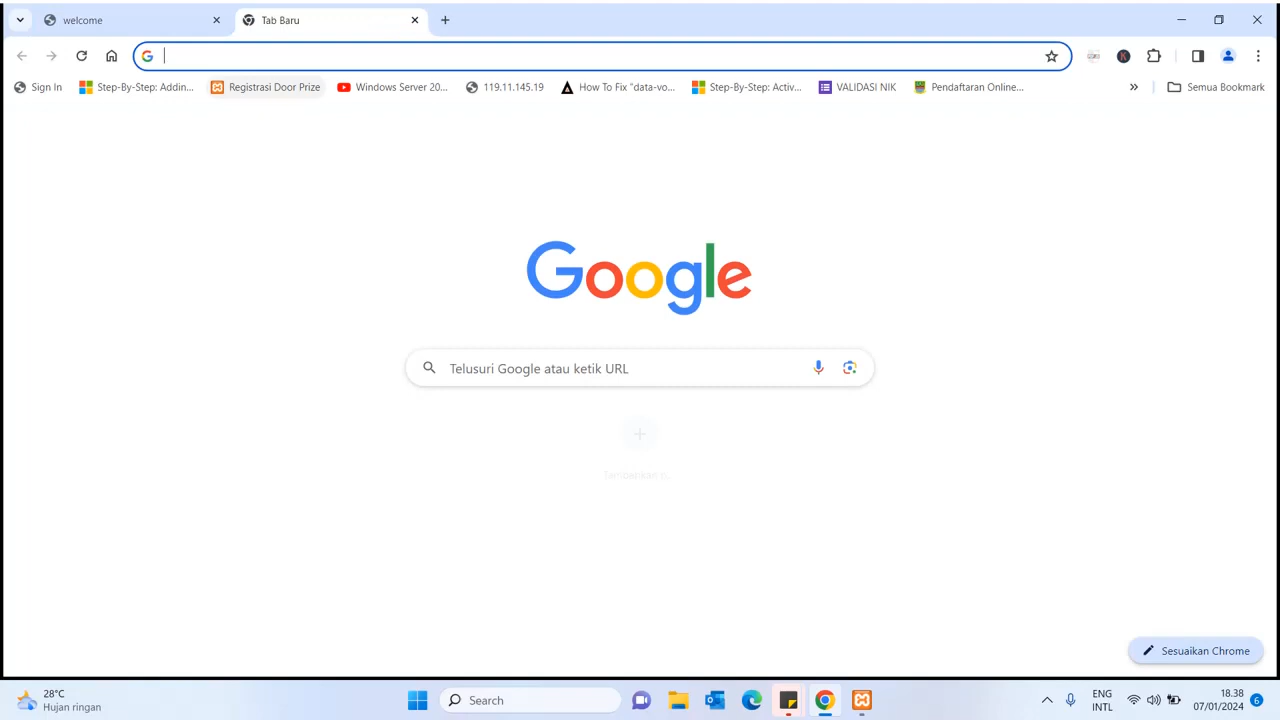 welcome
Tab Baru
Sign In
Step-By-Step: Addin...
Registrasi Door Prize
Windows Server 20...
119.11.145.19
How To Fix "data-vo...
Step-By-Step: Activ...
VALIDASI NIK
Pendaftaran Online...
Semua Bookmark
Google
Telusuri Google atau ketik URL
Sesuaikan Chrome
28°C
Hujan ringan
Search
ENG
INTL
18.38
07/01/2024
6